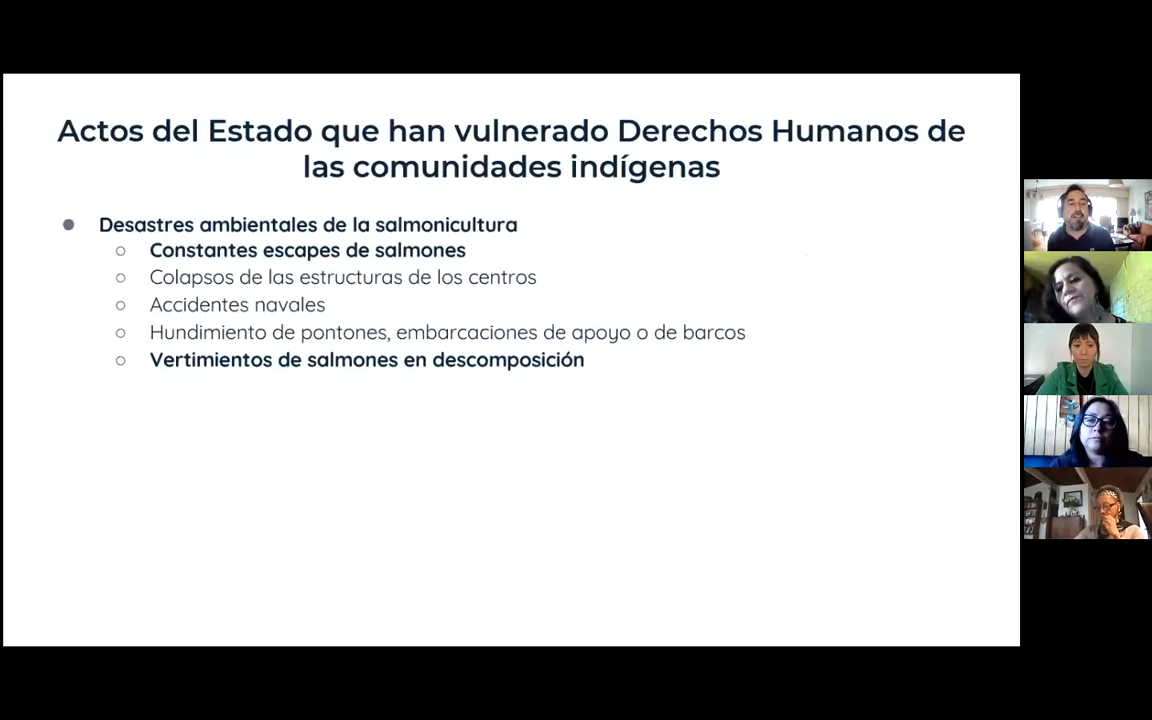 Actos del Estado que han vulnerado Derechos Humanos de
las comunidades indígenas
● Desastres ambientales de la salmonicultura
○ Constantes escapes de salmones
○ Colapsos de las estructuras de los centros
○ Accidentes navales
○ Hundimiento de pontones, embarcaciones de apoyo o de barcos
○ Vertimientos de salmones en descomposición